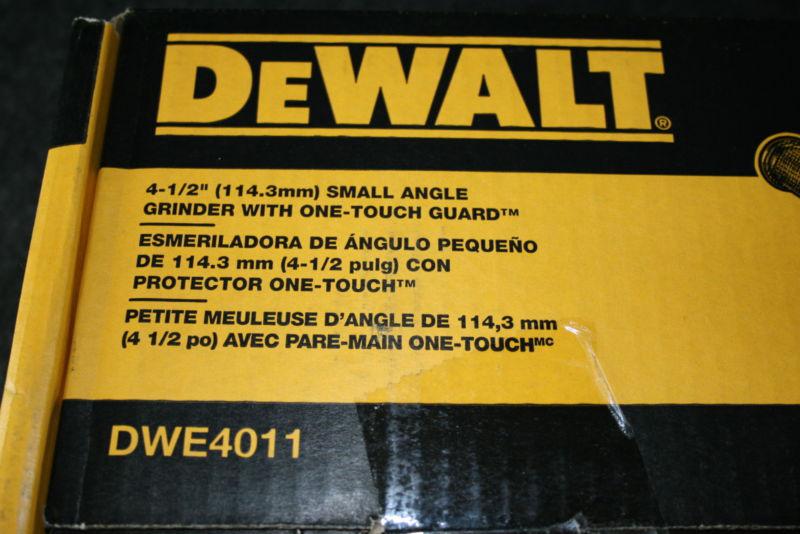 DEWALT®
4-1/2" (114.3mm) SMALL ANGLE
GRINDER WITH ONE-TOUCH GUARD™
ESMERILADORA DE ÁNGULO PEQUEÑO
DE 114.3 mm (4-1/2 pulg) CON
PROTECTOR ONE-TOUCH™
PETITE MEULEUSE D'ANGLE DE 114,3 mm
(4 1/2 po) AVEC PARE-MAIN ONE-TOUCHᴹᶜ
DWE4011